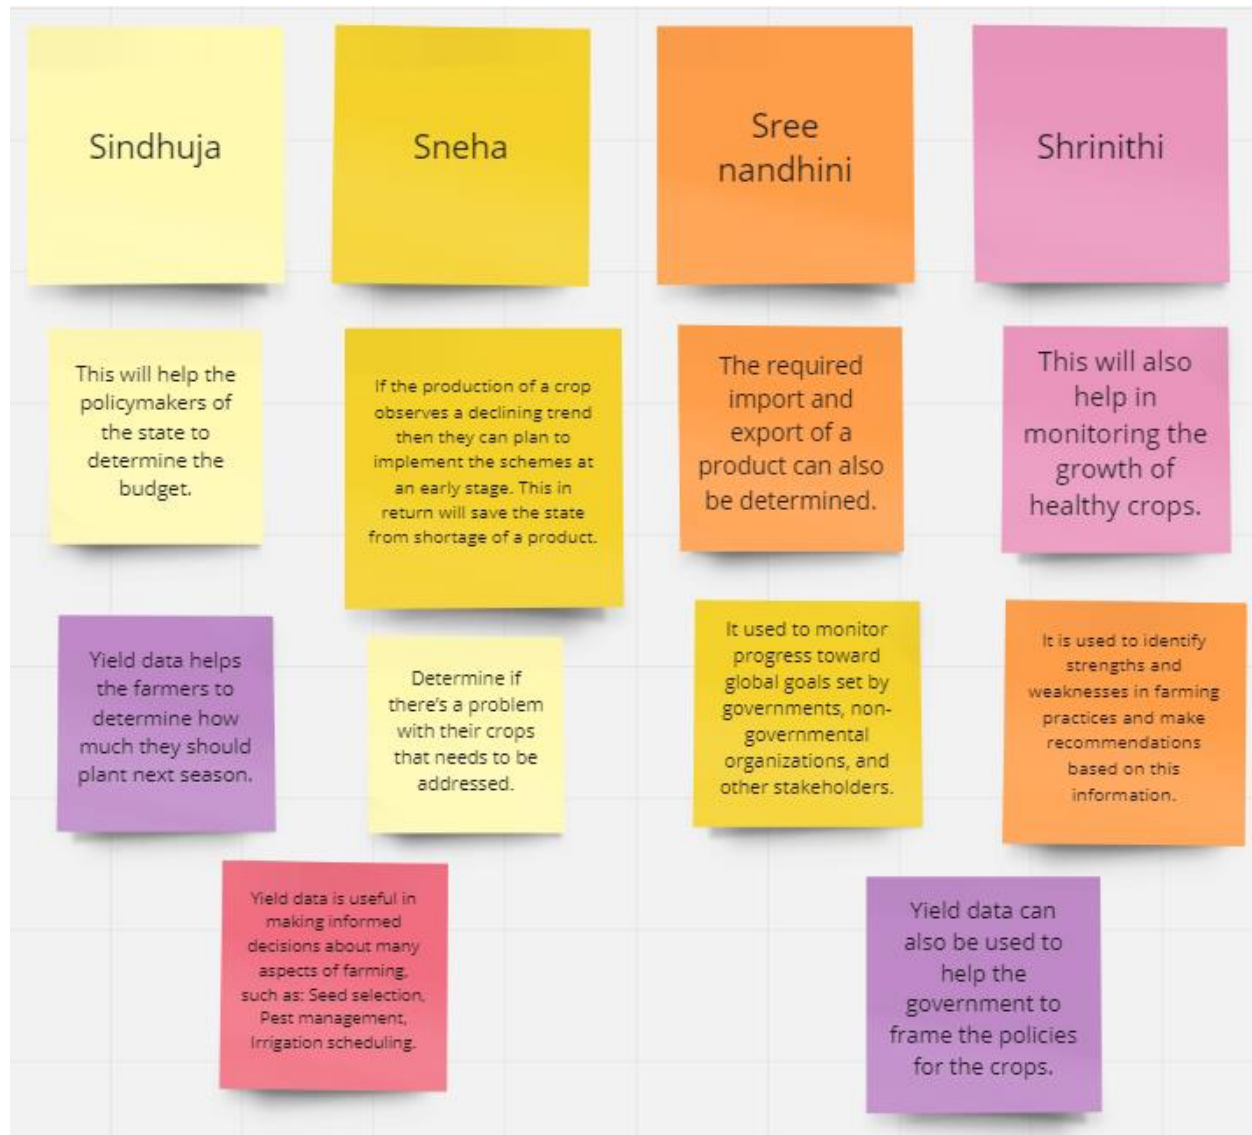 Sindhuja
Sneha
Sree
nandhini
Shrinithi
This will help the
policymakers of
the state to
determine the
budget.
If the production of a crop
observes a declining trend
then they can plan to
implement the schemes at
an early stage. This in
return will save the state
from shortage of a product.
The required
import and
export of a
product can also
be determined.
This will also
help in
monitoring the
growth of
healthy crops.
Yield data helps
the farmers to
determine how
much they should
plant next season.
Determine if
there's a problem
with their crops
that needs to be
addressed.
It used to monitor
progress toward
global goals set by
governments, non-
governmental
organizations, and
other stakeholders.
It is used to identify
strengths and
weaknesses in farming
practices and make
recommendations
based on this
information.
Yield data is useful in
making informed
decisions about many
aspects of farming,
such as: Seed selection,
Pest management,
Irrigation scheduling.
Yield data can
also be used to
help the
government to
frame the policies
for the crops.